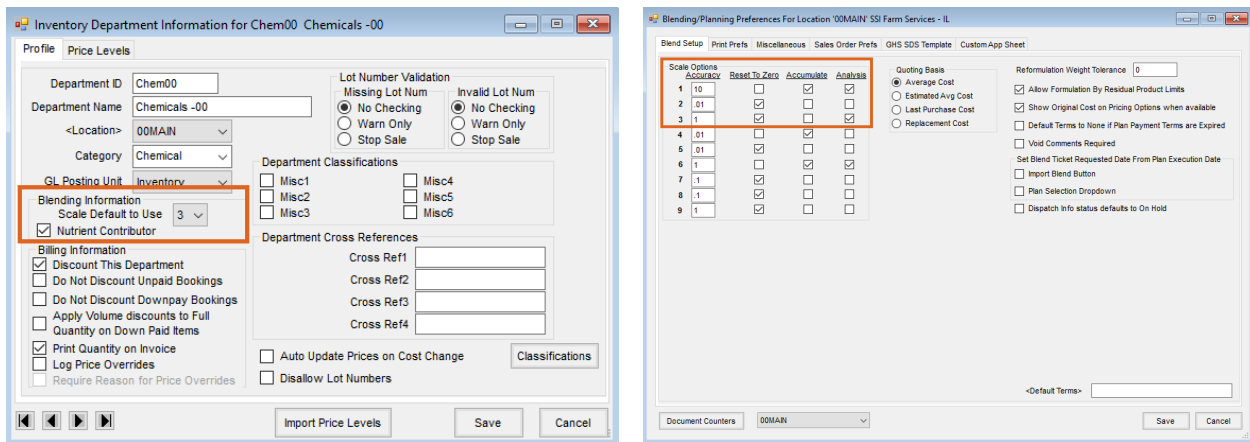 Inventory Department Information for Chem00 Chemicals -00
Profile Price Levels
Department ID Chem00
Department Name Chemicals -00
<Location> 00MAIN
Category Chemical
GL Posting Unit Inventory
Blending Information
Scale Default to Use 3
Nutrient Contributor
Billing Information
Discount This Department
Do Not Discount Unpaid Bookings
Do Not Discount Downpay Bookings
Apply Volume discounts to Full
Quantity on Down Paid Items
Print Quantity on Invoice
Log Price Overrides
Require Reason for Price Overrides
Lot Number Validation
Missing Lot Num Invalid Lot Num
No Checking No Checking
Warn Only Warn Only
Stop Sale Stop Sale
Department Classifications
Misc1 Misc4
Misc2 Misc5
Misc3 Misc6
Department Cross References
Cross Ref1
Cross Ref2
Cross Ref3
Cross Ref4
Auto Update Prices on Cost Change Classifications
Disallow Lot Numbers
Import Price Levels Save Cancel
Blending/Planning Preferences For Location '00MAIN' SSI Farm Services - IL
Blend Setup Print Prefs Miscellaneous Sales Order Prefs GHS SDS Template Custom App Sheet
Scale Options
Accuracy Reset To Zero Accumulate Analysis
1 10
2 .01
3 1
4 .01
5 .01
6 1
7 .1
8 .1
9 1
Quoting Basis
Average Cost
Estimated Avg Cost
Last Purchase Cost
Replacement Cost
Reformulation Weight Tolerance 0
Allow Formulation By Residual Product Limits
Show Original Cost on Pricing Options when available
Default Terms to None if Plan Payment Terms are Expired
Void Comments Required
Set Blend Ticket Requested Date From Plan Execution Date
Import Blend Button
Plan Selection Dropdown
Dispatch Info status defaults to On Hold
<Default Terms>
Document Counters 00MAIN Save Cancel